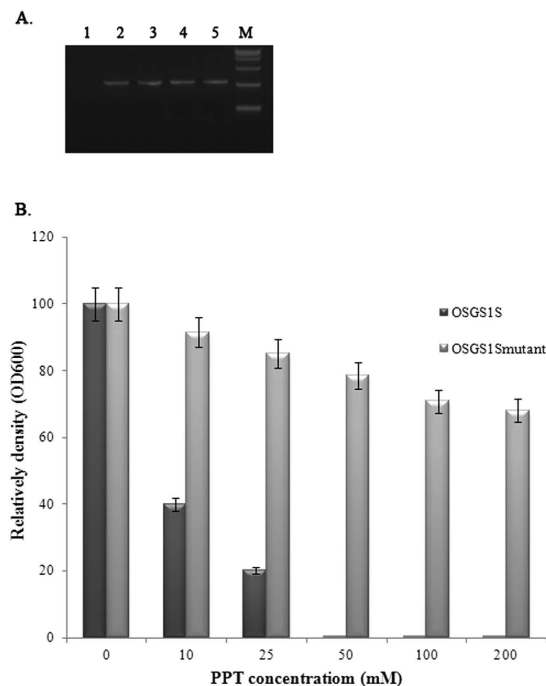 A.
1 2 3 4 5 M
B.
120
100
80
60
40
20
0
Relatively density (OD600)
OSGS1S
OSGS1Smutant
0 10 25 50 100 200
PPT concentratiom (mM)